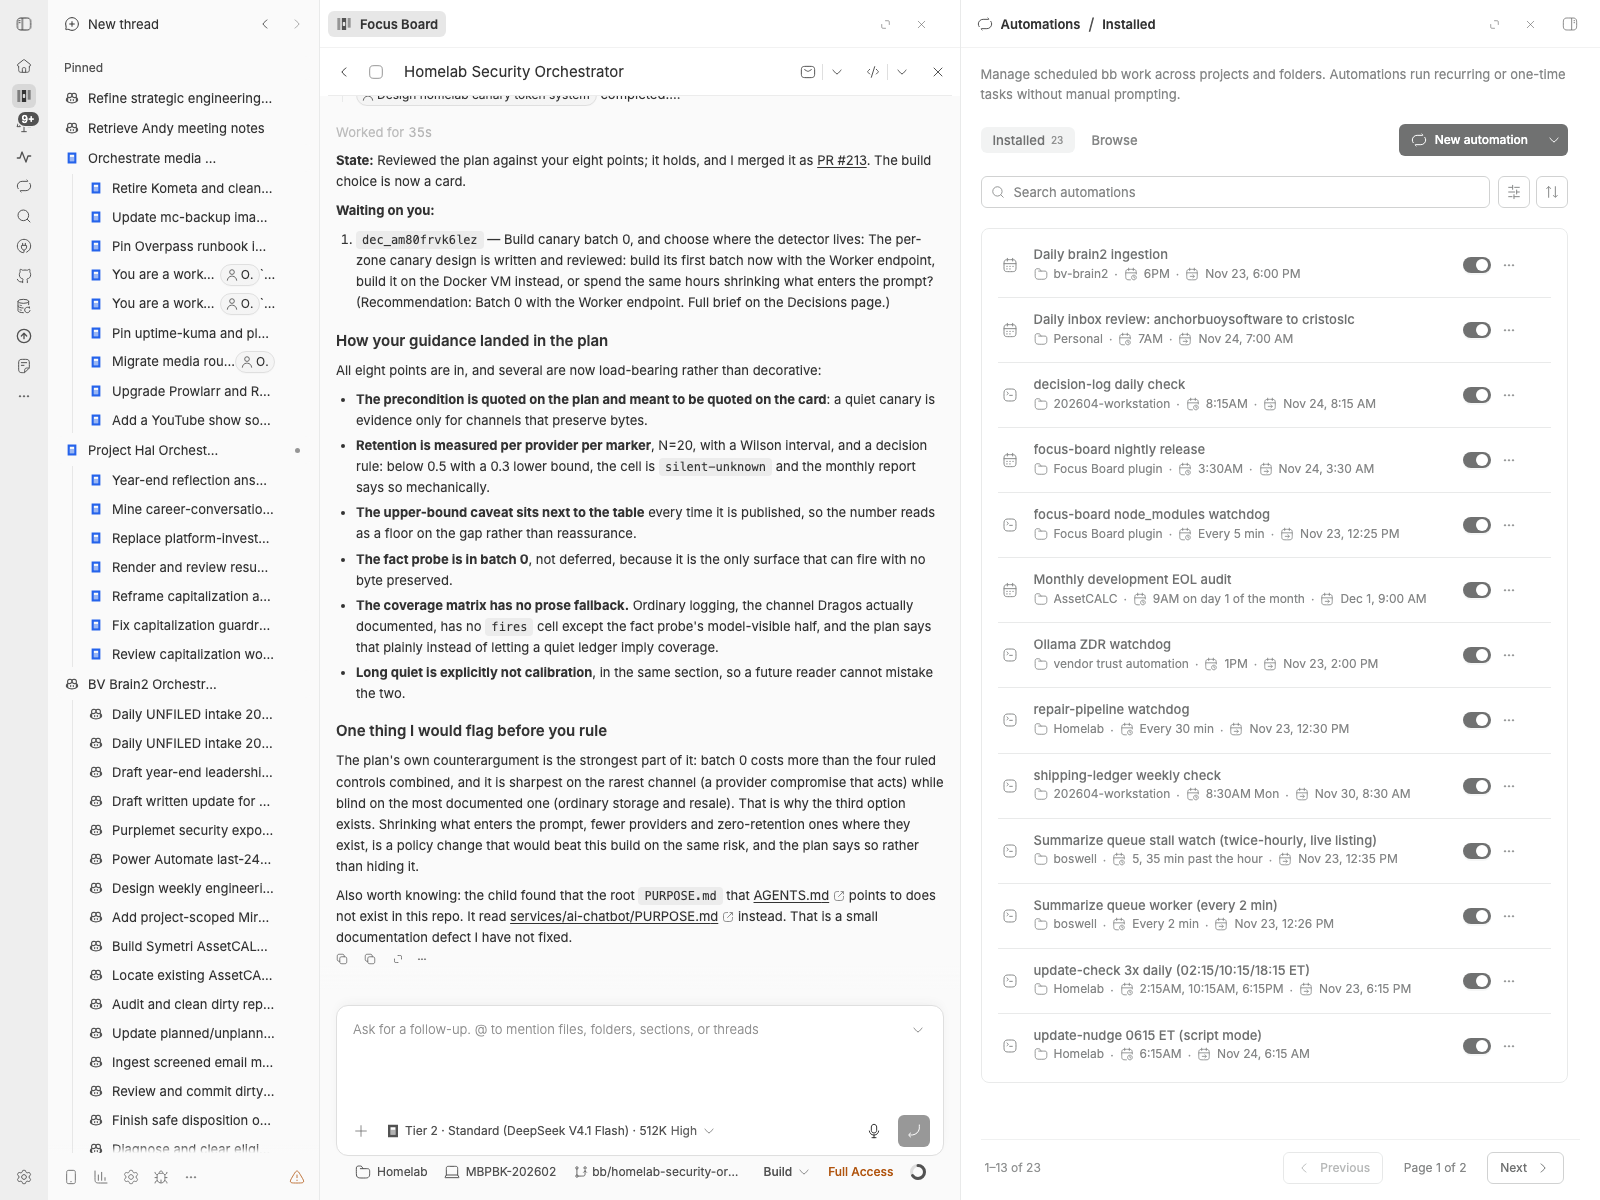 New thread
Pinned
Refine strategic engineering...
Retrieve Andy meeting notes
Orchestrate media ...
Retire Kometa and clean...
Update mc-backup ima...
Pin Overpass runbook i...
You are a work... O. `...
You are a work... O. `...
Pin uptime-kuma and pl...
Migrate media rou... O.
Upgrade Prowlarr and R...
Add a YouTube show so...
Project Hal Orchest...
Year-end reflection ans...
Mine career-conversatio...
Replace platform-invest...
Render and review resu...
Reframe capitalization a...
Fix capitalization guardr...
Review capitalization wo...
BV Brain2 Orchestr...
Daily UNFILED intake 20...
Daily UNFILED intake 20...
Draft year-end leadershi...
Draft written update for ...
Purplemet security expo...
Power Automate last-24...
Design weekly engineeri...
Add project-scoped Mir...
Build Symetri AssetCAL...
Locate existing AssetCA...
Audit and clean dirty rep...
Update planned/unplann...
Ingest screened email m...
Review and commit dirty...
Finish safe disposition o...
Diagnose and clear eligi...
9+
Focus Board
Homelab Security Orchestrator
Design homelab canary token system completed....
Worked for 35s
State: Reviewed the plan against your eight points; it holds, and I merged it as PR #213. The build
choice is now a card.
Waiting on you:
1. dec_am80frvk6lez — Build canary batch 0, and choose where the detector lives: The per-
zone canary design is written and reviewed: build its first batch now with the Worker endpoint,
build it on the Docker VM instead, or spend the same hours shrinking what enters the prompt?
(Recommendation: Batch 0 with the Worker endpoint. Full brief on the Decisions page.)
How your guidance landed in the plan
All eight points are in, and several are now load-bearing rather than decorative:
• The precondition is quoted on the plan and meant to be quoted on the card: a quiet canary is
evidence only for channels that preserve bytes.
• Retention is measured per provider per marker, N=20, with a Wilson interval, and a decision
rule: below 0.5 with a 0.3 lower bound, the cell is silent-unknown and the monthly report
says so mechanically.
• The upper-bound caveat sits next to the table every time it is published, so the number reads
as a floor on the gap rather than reassurance.
• The fact probe is in batch 0, not deferred, because it is the only surface that can fire with no
byte preserved.
• The coverage matrix has no prose fallback. Ordinary logging, the channel Dragos actually
documented, has no fires cell except the fact probe's model-visible half, and the plan says
that plainly instead of letting a quiet ledger imply coverage.
• Long quiet is explicitly not calibration, in the same section, so a future reader cannot mistake
the two.
One thing I would flag before you rule
The plan's own counterargument is the strongest part of it: batch 0 costs more than the four ruled
controls combined, and it is sharpest on the rarest channel (a provider compromise that acts) while
blind on the most documented one (ordinary storage and resale). That is why the third option
exists. Shrinking what enters the prompt, fewer providers and zero-retention ones where they
exist, is a policy change that would beat this build on the same risk, and the plan says so rather
than hiding it.
Also worth knowing: the child found that the root PURPOSE.md that AGENTS.md points to does
not exist in this repo. It read services/ai-chatbot/PURPOSE.md instead. That is a small
documentation defect I have not fixed.
Ask for a follow-up. @ to mention files, folders, sections, or threads
Tier 2 · Standard (DeepSeek V4.1 Flash) · 512K High
Homelab MBPBK-202602 bb/homelab-security-or... Build Full Access
Automations / Installed
Manage scheduled bb work across projects and folders. Automations run recurring or one-time
tasks without manual prompting.
Installed 23 Browse New automation
Search automations
Daily brain2 ingestion
bv-brain2 · 6PM · Nov 23, 6:00 PM
Daily inbox review: anchorbuoysoftware to cristosic
Personal · 7AM · Nov 24, 7:00 AM
decision-log daily check
202604-workstation · 8:15AM · Nov 24, 8:15 AM
focus-board nightly release
Focus Board plugin · 3:30AM · Nov 24, 3:30 AM
focus-board node_modules watchdog
Focus Board plugin · Every 5 min · Nov 23, 12:25 PM
Monthly development EOL audit
AssetCALC · 9AM on day 1 of the month · Dec 1, 9:00 AM
Ollama ZDR watchdog
vendor trust automation · 1PM · Nov 23, 2:00 PM
repair-pipeline watchdog
Homelab · Every 30 min · Nov 23, 12:30 PM
shipping-ledger weekly check
202604-workstation · 8:30AM Mon · Nov 30, 8:30 AM
Summarize queue stall watch (twice-hourly, live listing)
boswell · 5, 35 min past the hour · Nov 23, 12:35 PM
Summarize queue worker (every 2 min)
boswell · Every 2 min · Nov 23, 12:26 PM
update-check 3x daily (02:15/10:15/18:15 ET)
Homelab · 2:15AM, 10:15AM, 6:15PM · Nov 23, 6:15 PM
update-nudge 0615 ET (script mode)
Homelab · 6:15AM · Nov 24, 6:15 AM
1–13 of 23 Previous Page 1 of 2 Next